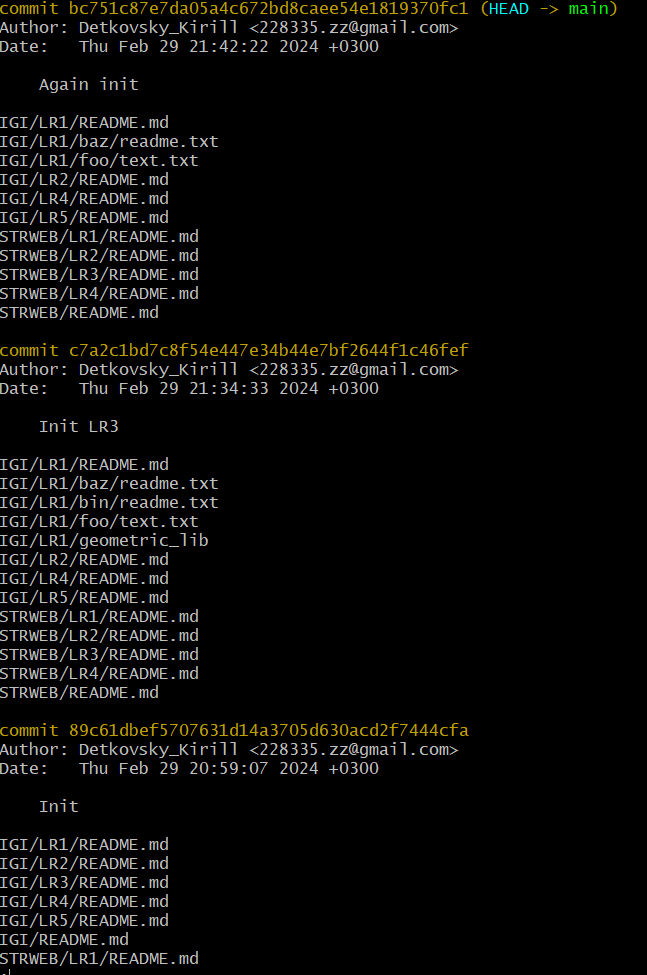 commit bc751c87e7da05a4c672bd8caee54e1819370fc1 (HEAD -> main)
Author: Detkovsky_Kirill <228335.zz@gmail.com>
Date:   Thu Feb 29 21:42:22 2024 +0300
    Again init
IGI/LR1/README.md
IGI/LR1/baz/readme.txt
IGI/LR1/foo/text.txt
IGI/LR2/README.md
IGI/LR4/README.md
IGI/LR5/README.md
STRWEB/LR1/README.md
STRWEB/LR2/README.md
STRWEB/LR3/README.md
STRWEB/LR4/README.md
STRWEB/README.md
commit c7a2c1bd7c8f54e447e34b44e7bf2644f1c46fef
Author: Detkovsky_Kirill <228335.zz@gmail.com>
Date:   Thu Feb 29 21:34:33 2024 +0300
    Init LR3
IGI/LR1/README.md
IGI/LR1/baz/readme.txt
IGI/LR1/bin/readme.txt
IGI/LR1/foo/text.txt
IGI/LR1/geometric_lib
IGI/LR2/README.md
IGI/LR4/README.md
IGI/LR5/README.md
STRWEB/LR1/README.md
STRWEB/LR2/README.md
STRWEB/LR3/README.md
STRWEB/LR4/README.md
STRWEB/README.md
commit 89c61dbef5707631d14a3705d630acd2f7444cfa
Author: Detkovsky_Kirill <228335.zz@gmail.com>
Date:   Thu Feb 29 20:59:07 2024 +0300
    Init
IGI/LR1/README.md
IGI/LR2/README.md
IGI/LR3/README.md
IGI/LR4/README.md
IGI/LR5/README.md
IGI/README.md
STRWEB/LR1/README.md